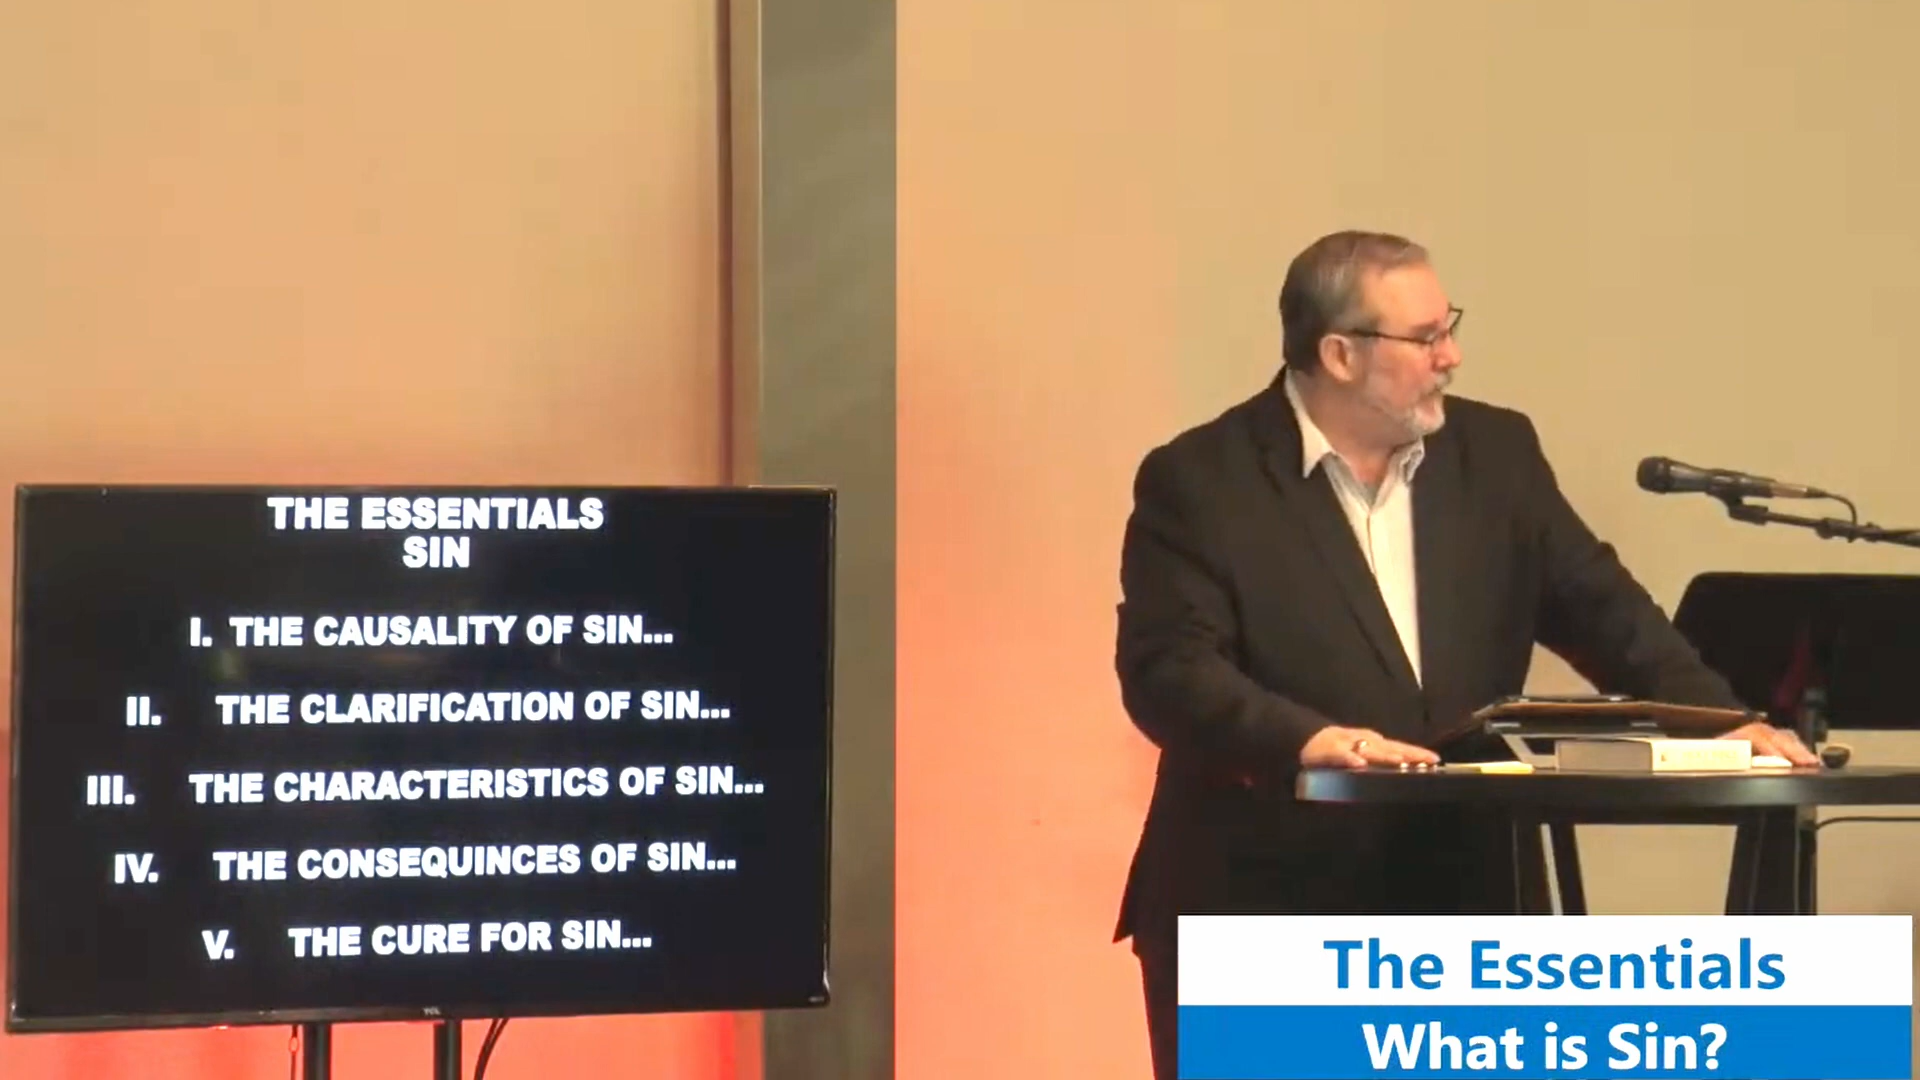 THE ESSENTIALS
SIN
I. THE CAUSALITY OF SIN...
II. THE CLARIFICATION OF SIN...
III. THE CHARACTERISTICS OF SIN...
IV. THE CONSEQUINCES OF SIN...
V. THE CURE FOR SIN...
TCL
The Essentials
What is Sin?